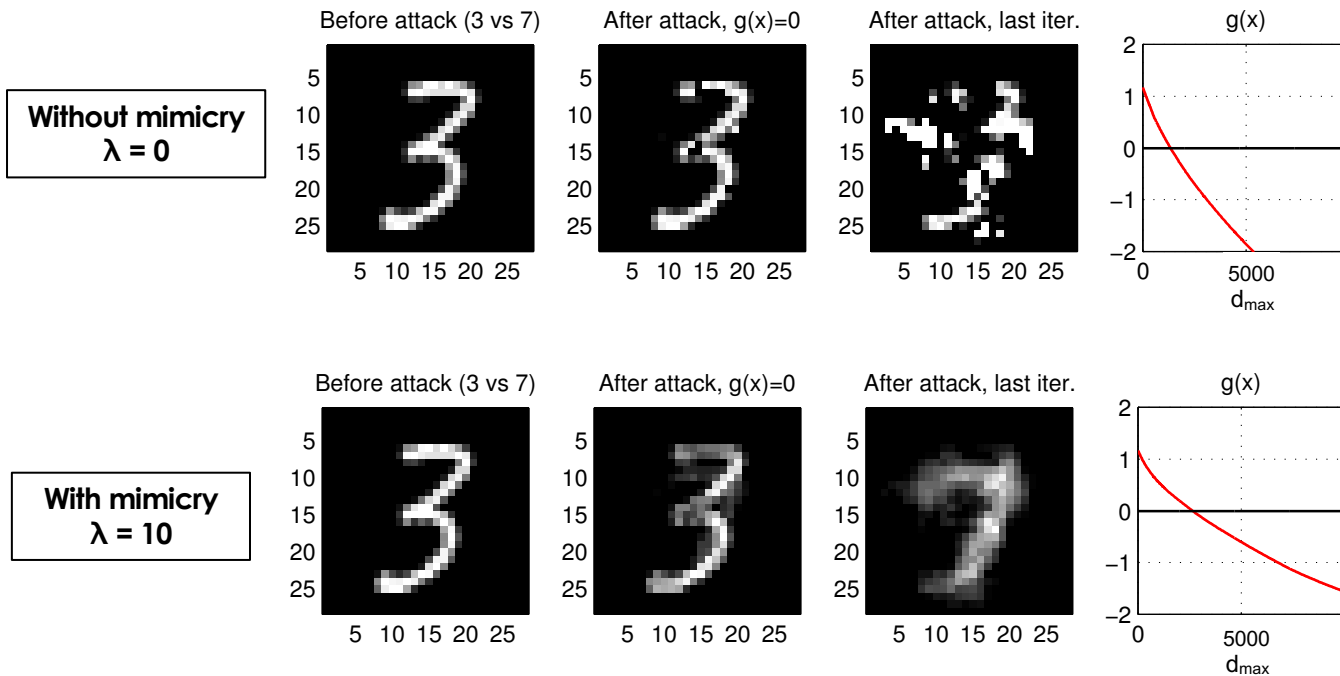 Without mimicry
λ = 0
Before attack (3 vs 7)
5
10
15
20
25
5 10 15 20 25
After attack, g(x)=0
5
10
15
20
25
5 10 15 20 25
After attack, last iter.
5
10
15
20
25
5 10 15 20 25
g(x)
2
1
0
−1
−2
0 5000
dmax
With mimicry
λ = 10
Before attack (3 vs 7)
5
10
15
20
25
5 10 15 20 25
After attack, g(x)=0
5
10
15
20
25
5 10 15 20 25
After attack, last iter.
5
10
15
20
25
5 10 15 20 25
g(x)
2
1
0
−1
−2
0 5000
dmax